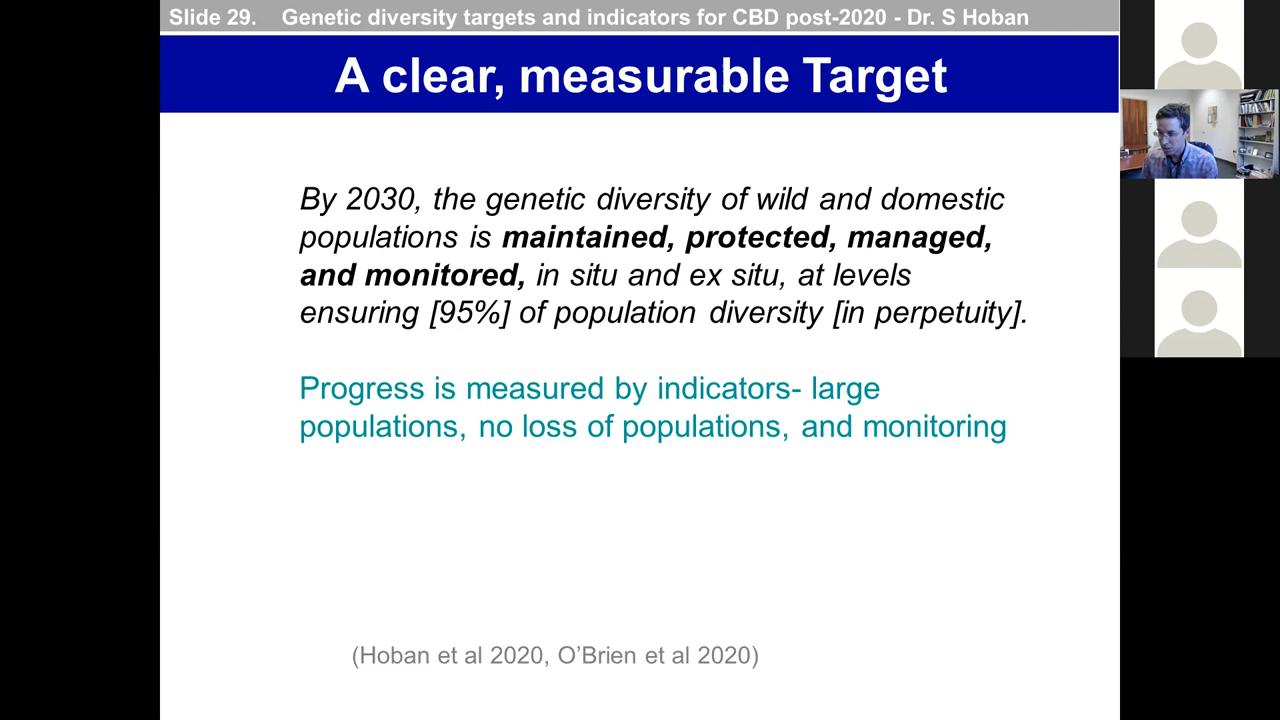 Slide 29. Genetic diversity targets and indicators for CBD post-2020 - Dr. S Hoban
A clear, measurable Target
By 2030, the genetic diversity of wild and domestic
populations is maintained, protected, managed,
and monitored, in situ and ex situ, at levels
ensuring [95%] of population diversity [in perpetuity].
Progress is measured by indicators- large
populations, no loss of populations, and monitoring
(Hoban et al 2020, O’Brien et al 2020)